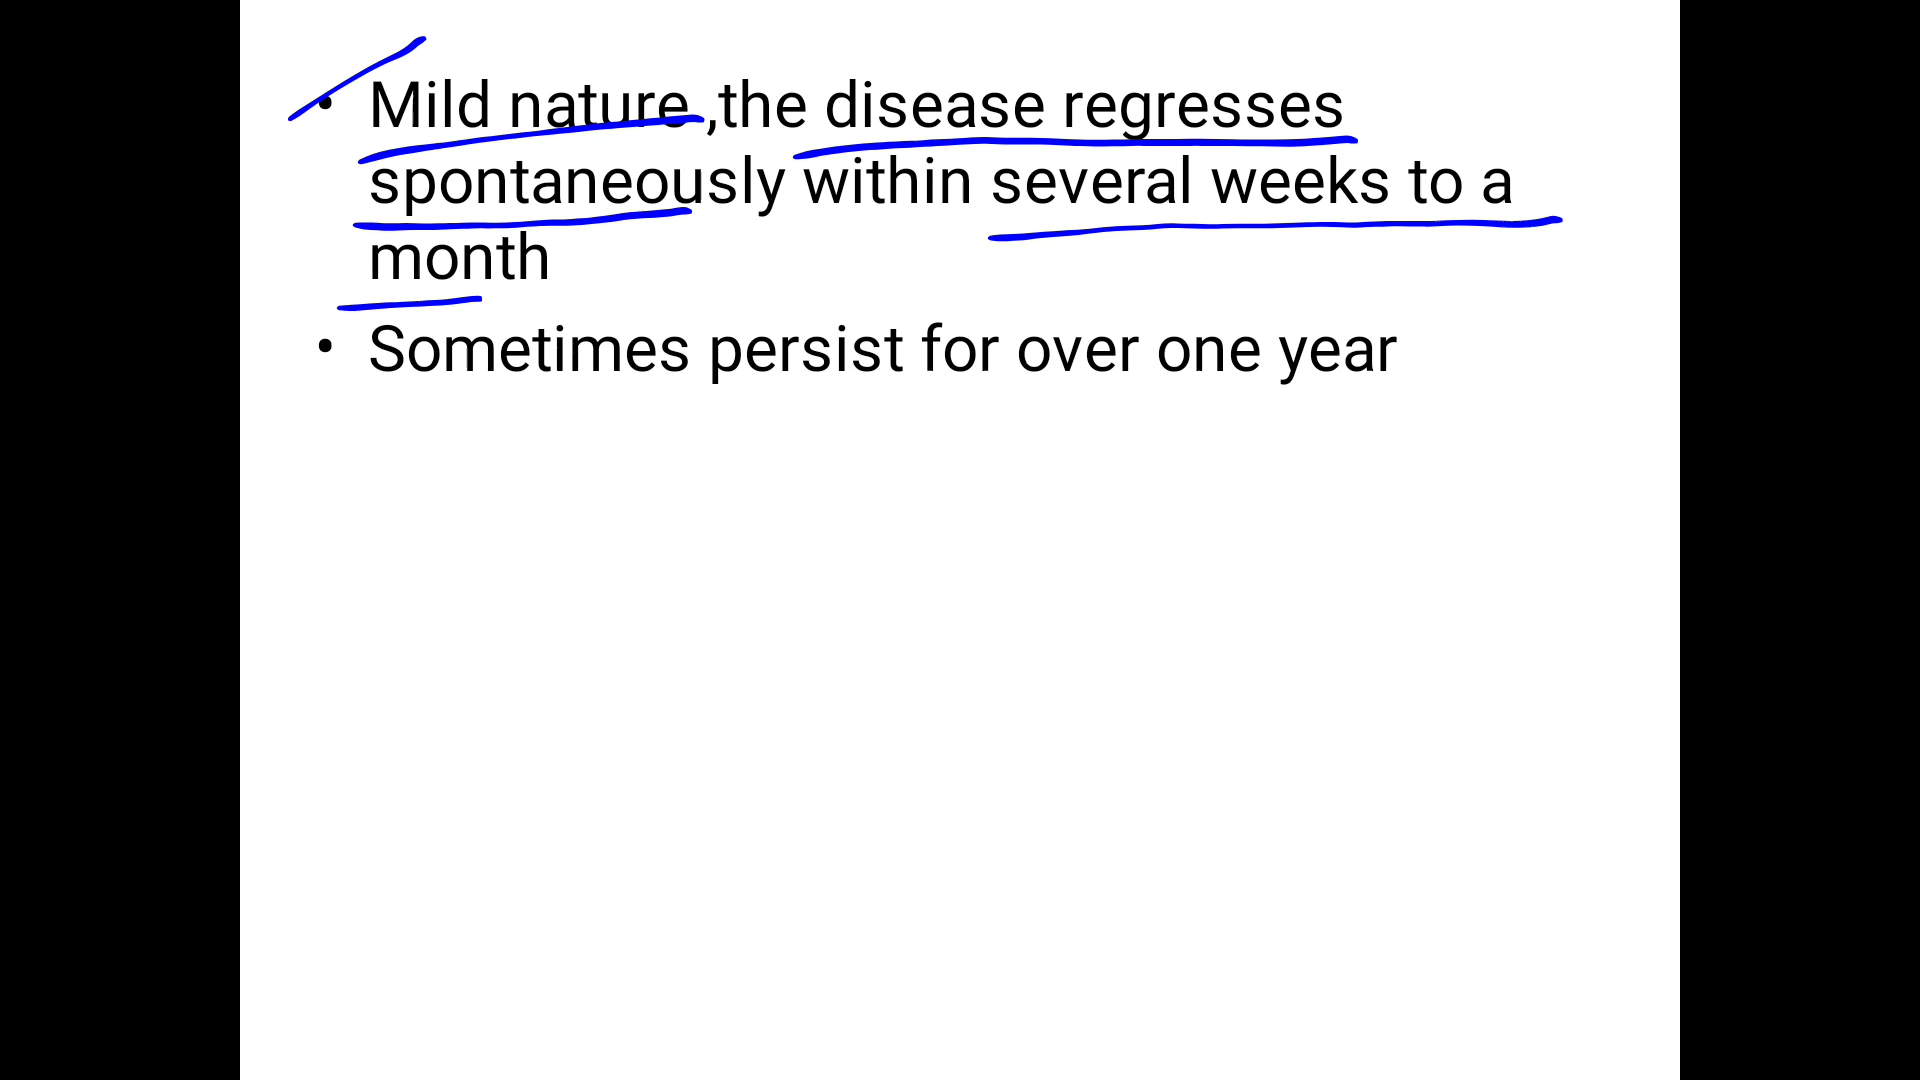 • Mild nature ,the disease regresses
spontaneously within several weeks to a
month
• Sometimes persist for over one year